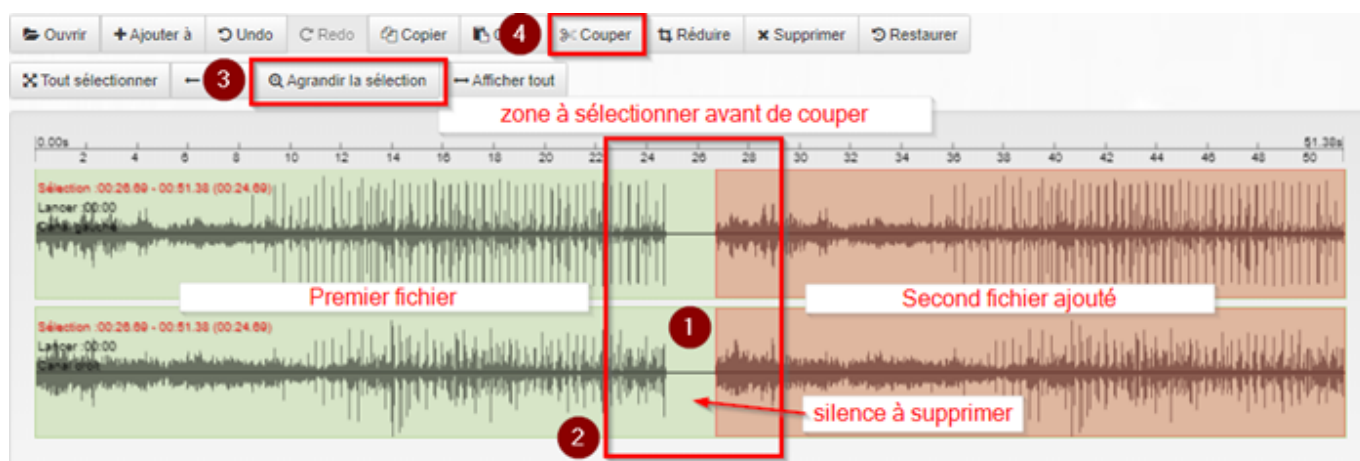 Ouvrir + Ajouter à Undo Redo Copier 4 Couper Réduire Supprimer Restaurer
Tout sélectionner 3 Agrandir la sélection Afficher tout
zone à sélectionner avant de couper
0.00s 51.38s
2 4 6 8 10 12 14 16 18 20 22 24 26 28 30 32 34 36 38 40 42 44 46 48 50
Sélection :00:26.69 - 00:51.38 (00:24.69)
Lancer :00:00
Canal gauche
Premier fichier
Second fichier ajouté
1
Sélection :00:26.69 - 00:51.38 (00:24.69)
Lancer :00:00
Canal droit
silence à supprimer
2